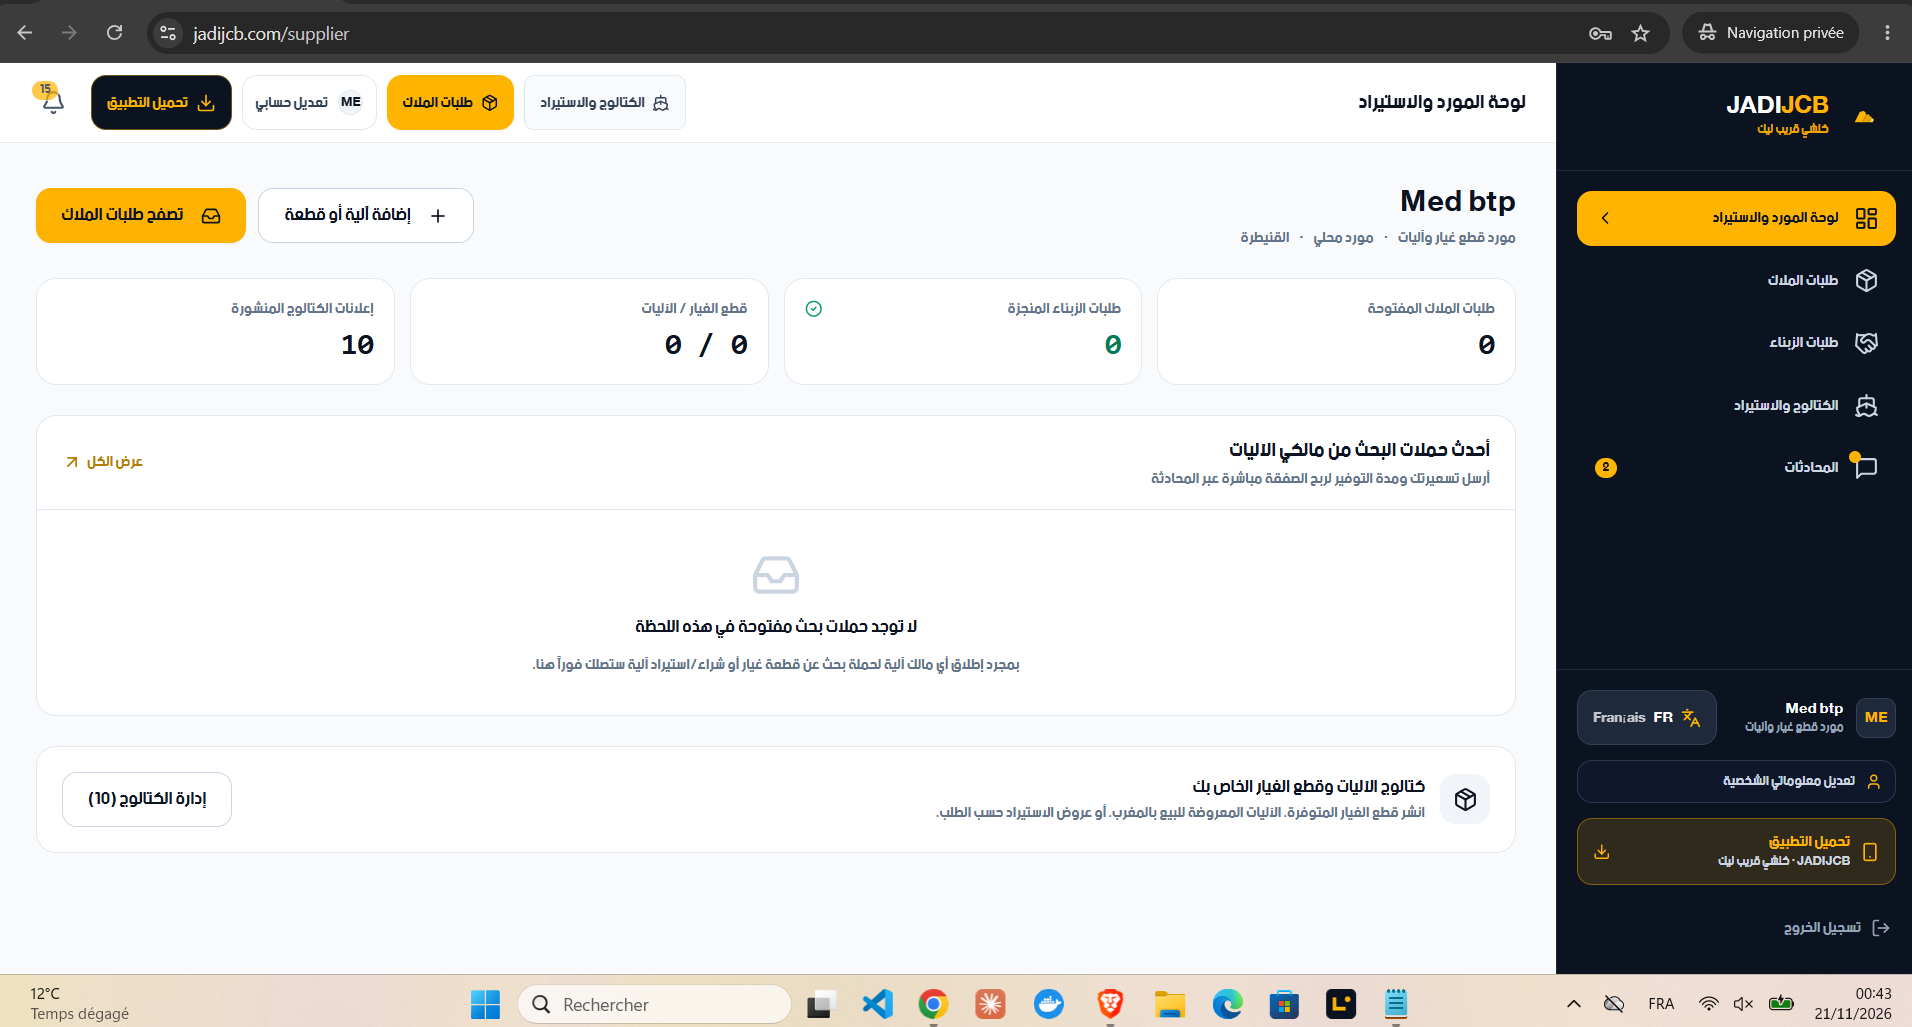 jadijcb.com/supplier
Navigation privée
JADIJCB
كلشي قريب ليك
لوحة المورد والاستيراد
طلبات الملاك
طلبات الزبناء
الكتالوج والاستيراد
المحادثات
2
ME
Med btp
مورد قطع غيار وآليات
FR Français
تعديل معلوماتي الشخصية
تحميل التطبيق
JADIJCB · كلشي قريب ليك
تسجيل الخروج
لوحة المورد والاستيراد
الكتالوج والاستيراد
طلبات الملاك
ME تعديل حسابي
تحميل التطبيق
15
Med btp
مورد قطع غيار وآليات · مورد محلي · القنيطرة
إضافة آلية أو قطعة
تصفح طلبات الملاك
طلبات الملاك المفتوحة
0
طلبات الزبناء المنجزة
0
قطع الغيار / الآليات
0 / 0
إعلانات الكتالوج المنشورة
10
أحدث حملات البحث من مالكي الآليات
أرسل تسعيرتك ومدة التوفير لربح الصفقة مباشرة عبر المحادثة
عرض الكل
لا توجد حملات بحث مفتوحة في هذه اللحظة
بمجرد إطلاق أي مالك آلية لحملة بحث عن قطعة غيار أو شراء/استيراد آلية ستصلك فوراً هنا.
كتالوج الآليات وقطع الغيار الخاص بك
انشر قطع الغيار المتوفرة، الآليات المعروضة للبيع بالمغرب، أو عروض الاستيراد حسب الطلب.
إدارة الكتالوج (10)
12°C
Temps dégagé
Rechercher
FRA
00:43
21/11/2026